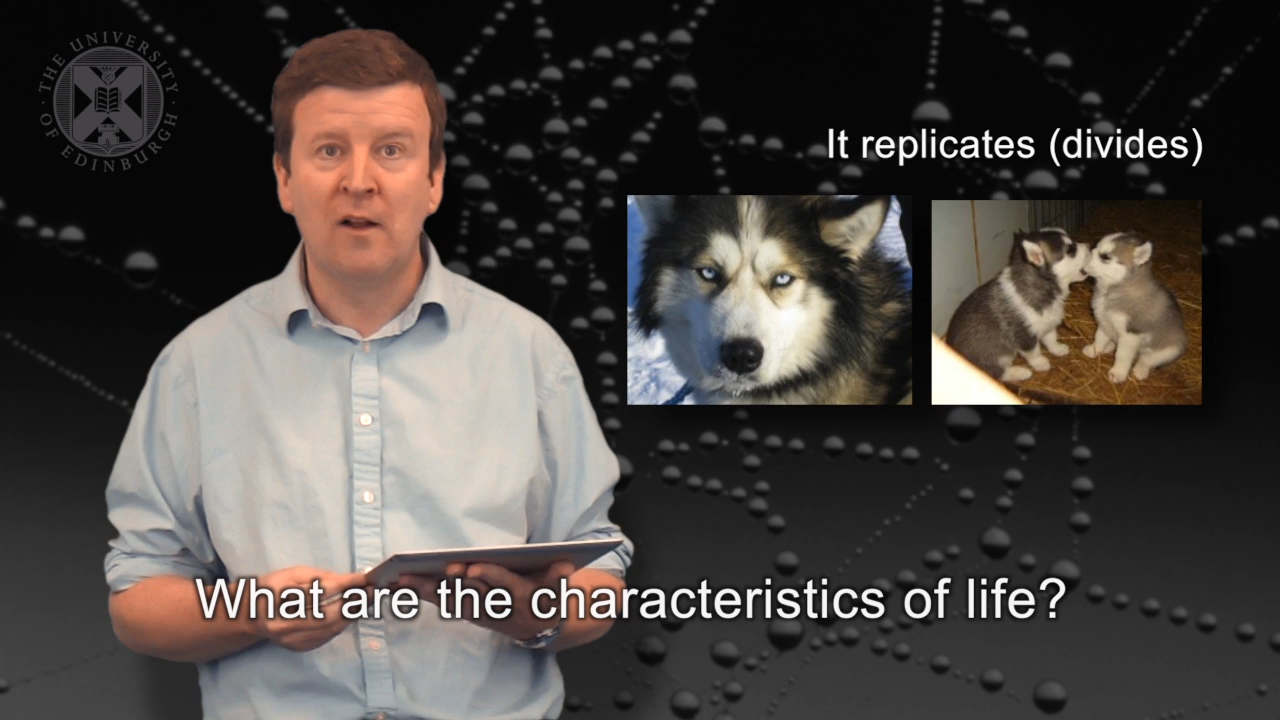 THE UNIVERSITY
OF EDINBURGH
It replicates (divides)
What are the characteristics of life?